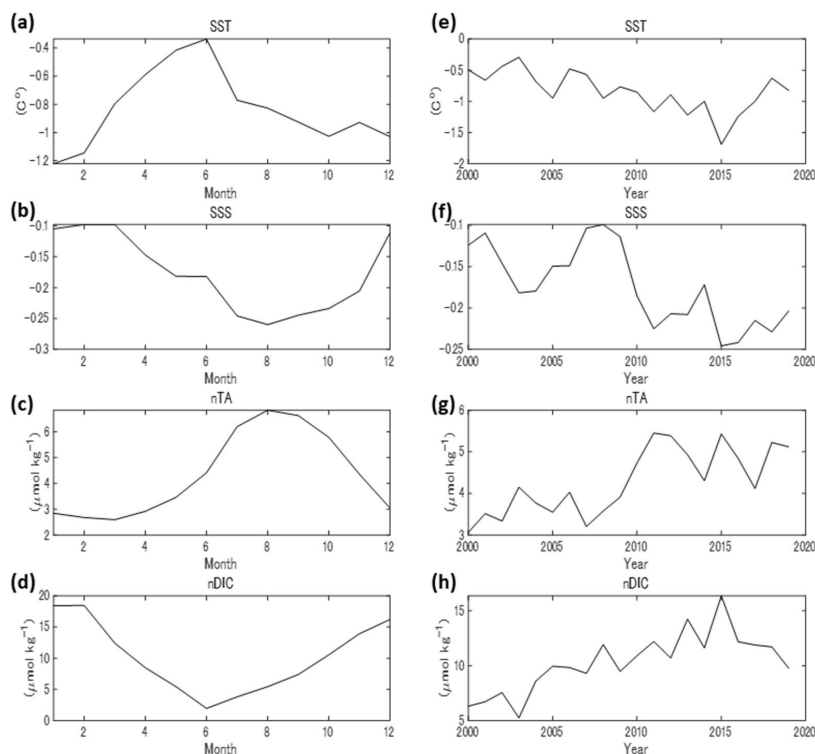 (a) SST
-0.4
-0.6
-0.8
-1
-1.2
(C°)
2 4 6 8 10 12
Month
(b) SSS
-0.1
-0.15
-0.2
-0.25
-0.3
2 4 6 8 10 12
Month
(c) nTA
6
5
4
3
2
(μmol kg⁻¹)
2 4 6 8 10 12
Month
(d) nDIC
20
15
10
5
0
(μmol kg⁻¹)
2 4 6 8 10 12
Month
(e) SST
0
-0.5
-1
-1.5
-2
(C°)
2000 2005 2010 2015 2020
Year
(f) SSS
-0.1
-0.15
-0.2
-0.25
2000 2005 2010 2015 2020
Year
(g) nTA
6
5
4
3
(μmol kg⁻¹)
2000 2005 2010 2015 2020
Year
(h) nDIC
15
10
5
(μmol kg⁻¹)
2000 2005 2010 2015 2020
Year